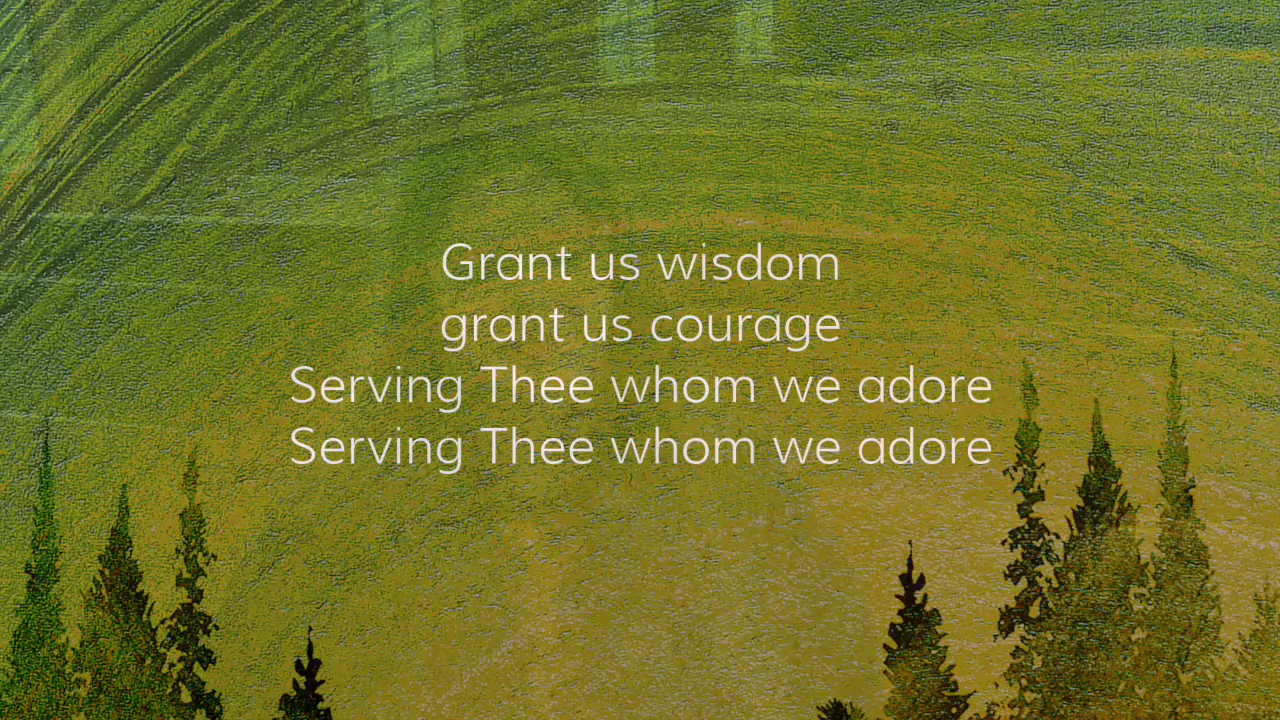 Grant us wisdom
grant us courage
Serving Thee whom we adore
Serving Thee whom we adore